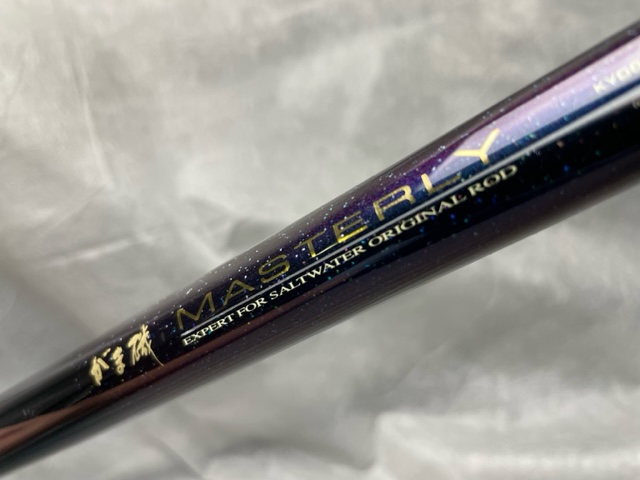 がま磯
MASTERLY
EXPERT FOR SALTWATER ORIGINAL ROD